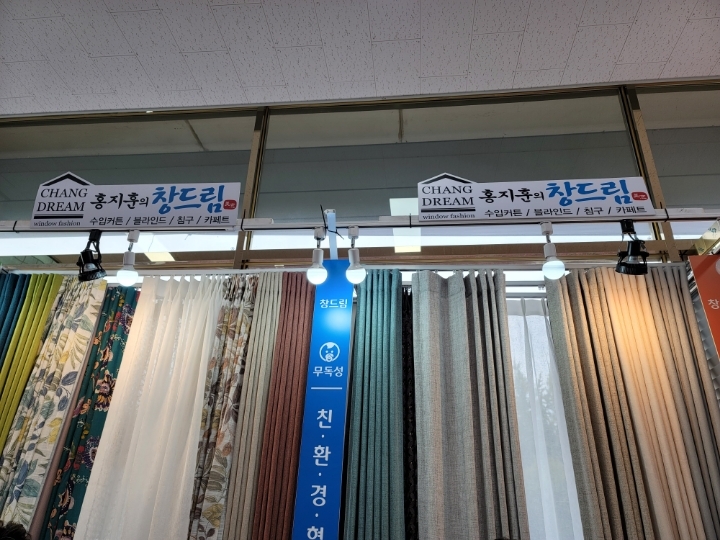 CHANG
DREAM
window fashion
홍지훈의 창드림
수입커튼 / 블라인드 / 침구 / 카페트
CHANG
DREAM
window fashion
홍지훈의 창드림
수입커튼 / 블라인드 / 침구 / 카페트
창드림
무독성
친·환·경·형
창